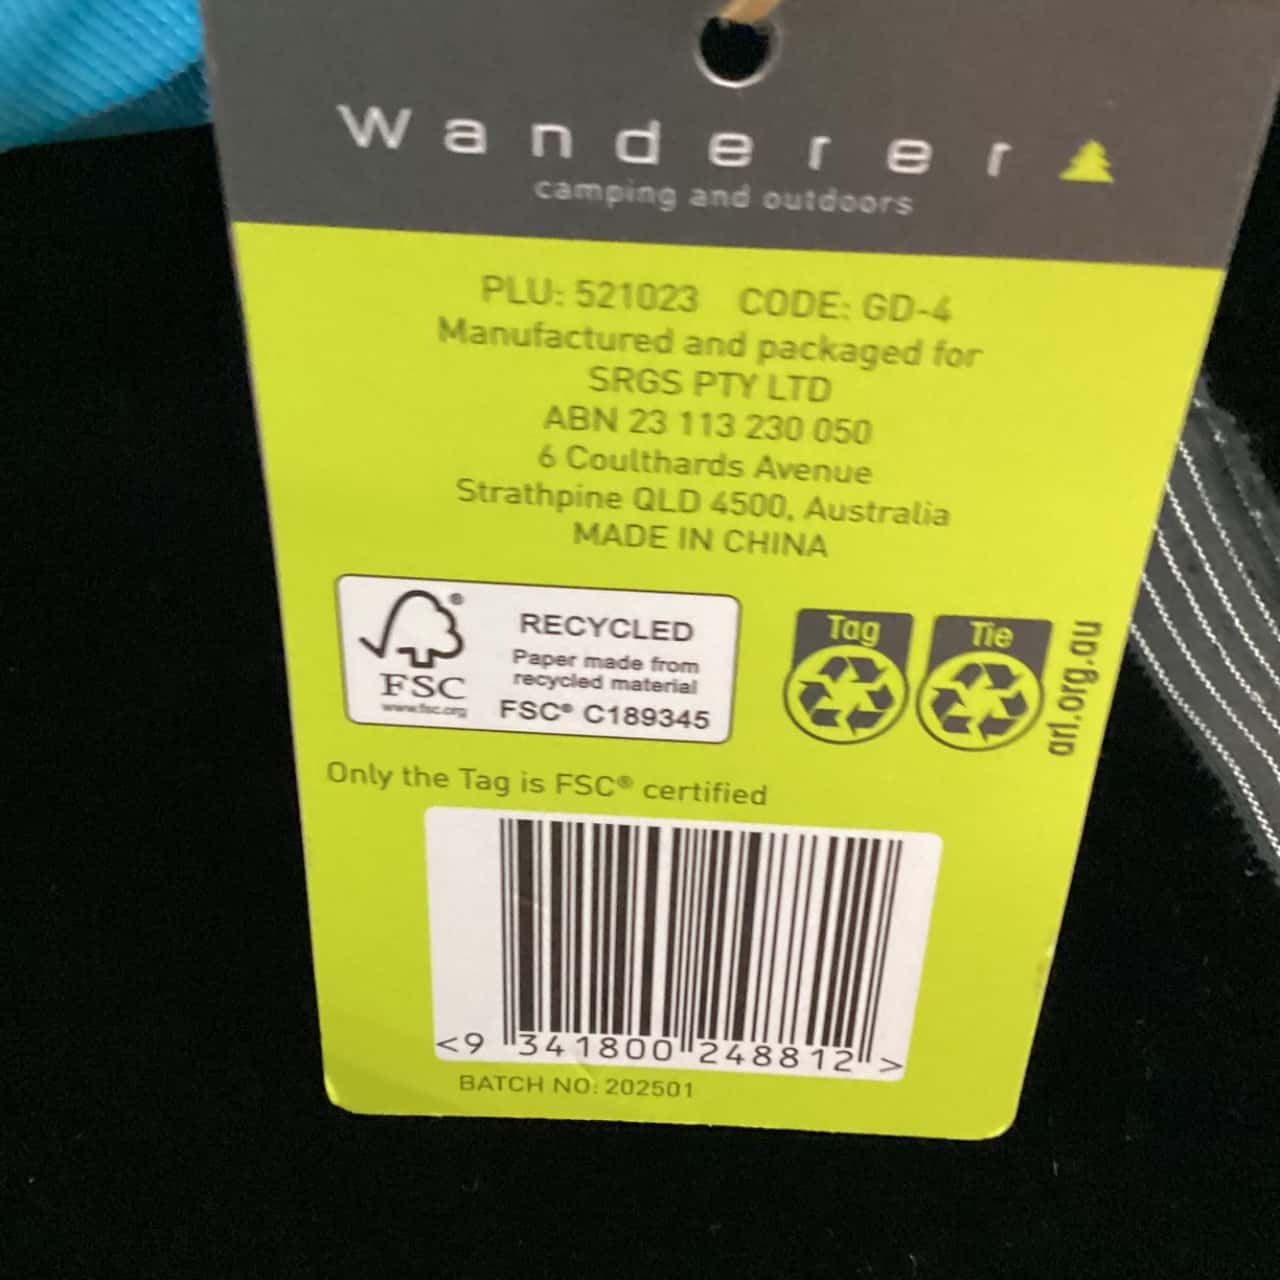 wanderer
camping and outdoors
PLU: 521023 CODE: GD-4
Manufactured and packaged for
SRGS PTY LTD
ABN 23 113 230 050
6 Coulthards Avenue
Strathpine QLD 4500, Australia
MADE IN CHINA
®
FSC
www.fsc.org
RECYCLED
Paper made from
recycled material
FSC® C189345
Tag
Tie
arl.org.au
Only the Tag is FSC® certified
<9 341800 248812 >
BATCH NO: 202501